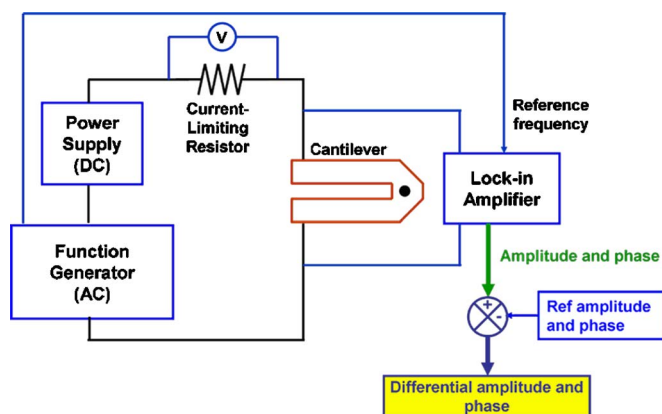 V
Current-
Limiting
Resistor
Reference
frequency
Power
Supply
(DC)
Cantilever
Lock-in
Amplifier
Function
Generator
(AC)
Amplitude and phase
+
-
Ref amplitude
and phase
Differential amplitude and
phase